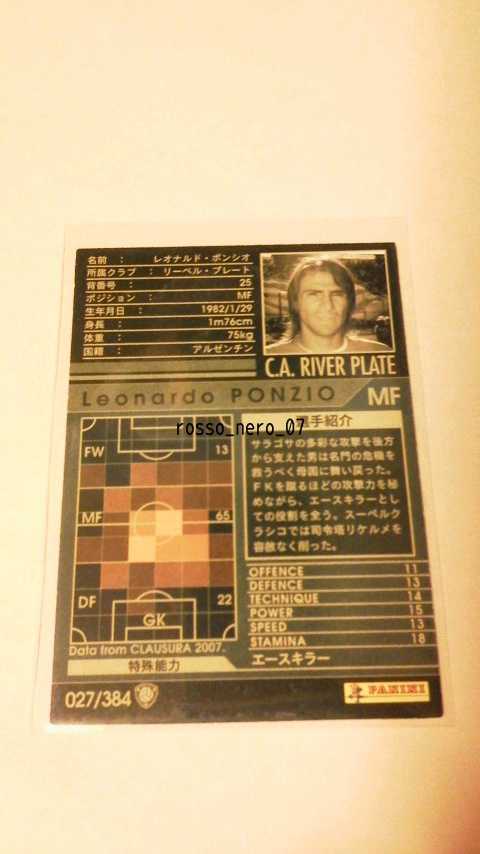 名前 ： レオナルド・ポンシオ
所属クラブ ： リーベル・プレート
背番号 ： 25
ポジション ： MF
生年月日 ： 1982/1/29
身長 ： 1m76cm
体重 ： 75kg
国籍 ： アルゼンチン
C.A. RIVER PLATE
Leonardo PONZIO MF
rosso_nero_07
FW 13
MF 65
DF 22
GK
Data from CLAUSURA 2007.
特殊能力
選手紹介
サラゴサの多彩な攻撃を後方
から支えた男は名門の危機を
救うべく母国に舞い戻った。
FKを蹴るほどの攻撃力を秘
めながら、エースキラーとし
ての役割を全う。スーペルク
ラシコでは司令塔リケルメを
容赦なく削った。
OFFENCE 11
DEFENCE 13
TECHNIQUE 14
POWER 15
SPEED 13
STAMINA 18
エースキラー
027/384
PANINI